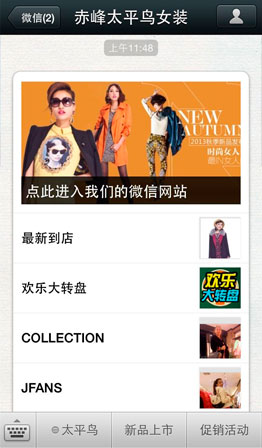 微信(2)
赤峰太平鸟女装
上午11:48
NEW
AUTUMN
2013秋季新品发
时尚女人
最IN女人
点此进入我们的微信网站
最新到店
欢乐大转盘
欢乐
大转盘
COLLECTION
JFANS
@太平鸟
新品上市
促销活动